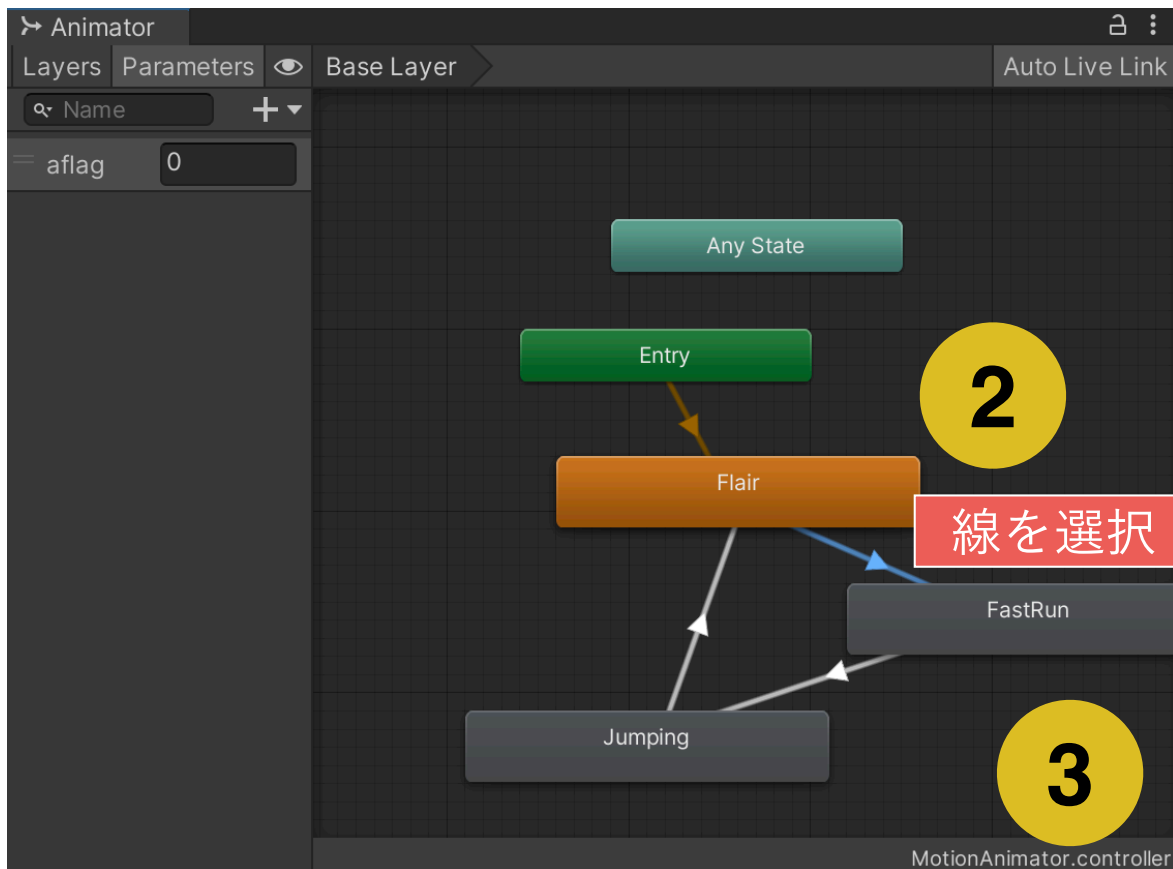 Animator
Layers Parameters Base Layer Auto Live Link
Name
aflag 0
Any State
Entry
2
Flair
線を選択
FastRun
Jumping
3
MotionAnimator.controller